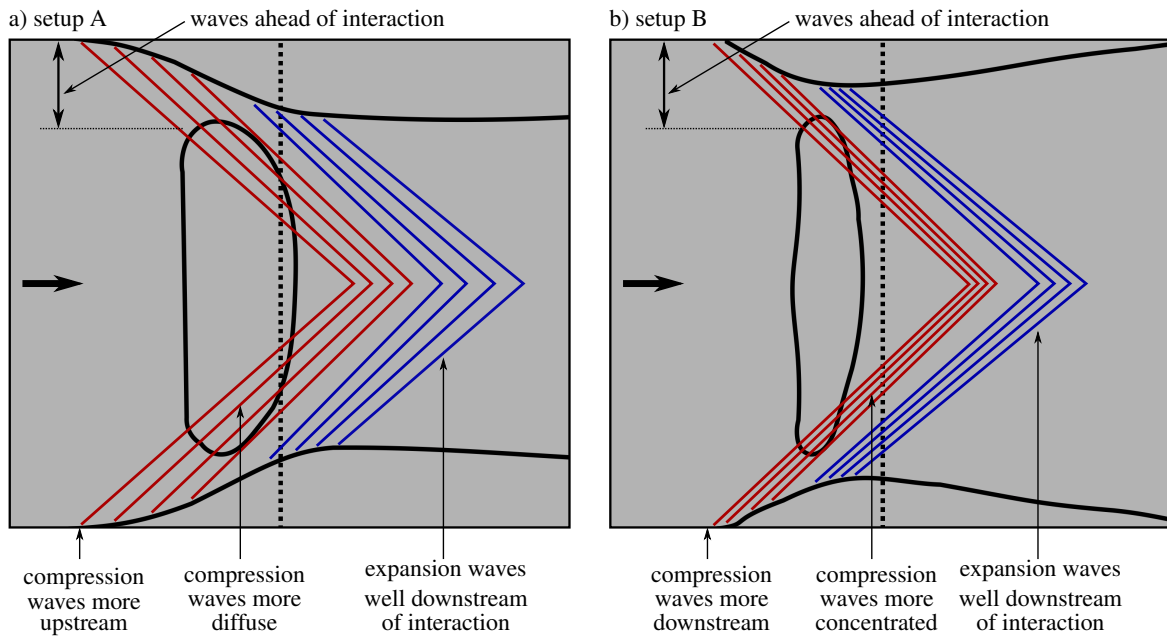 a) setup A
waves ahead of interaction
b) setup B
waves ahead of interaction
compression
waves more
upstream
compression
waves more
diffuse
expansion waves
well downstream
of interaction
compression
waves more
downstream
compression
waves more
concentrated
expansion waves
well downstream
of interaction